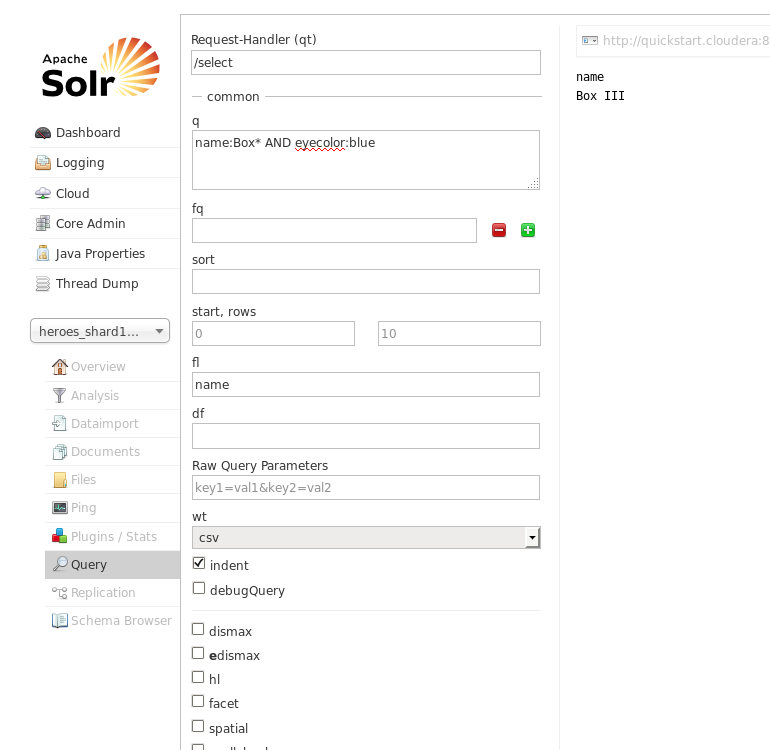 Apache
Solr
Dashboard
Logging
Cloud
Core Admin
Java Properties
Thread Dump
heroes_shard1...
Overview
Analysis
Dataimport
Documents
Files
Ping
Plugins / Stats
Query
Replication
Schema Browser
Request-Handler (qt)
/select
common
q
name:Box* AND eyecolor:blue
fq
sort
start, rows
0
10
fl
name
df
Raw Query Parameters
key1=val1&key2=val2
wt
csv
indent
debugQuery
dismax
edismax
hl
facet
spatial
http://quickstart.cloudera:8
name
Box III